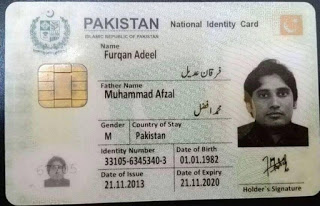 PAKISTAN National Identity Card
ISLAMIC REPUBLIC OF PAKISTAN
Name
Furqan Adeel
فرقان عدیل
Father Name
Muhammad Afzal
محمد افضل
Gender Country of Stay
M Pakistan
Identity Number Date of Birth
33105-6345340-3 01.01.1982
Date of Issue Date of Expiry
21.11.2013 21.11.2020
Holder's Signature